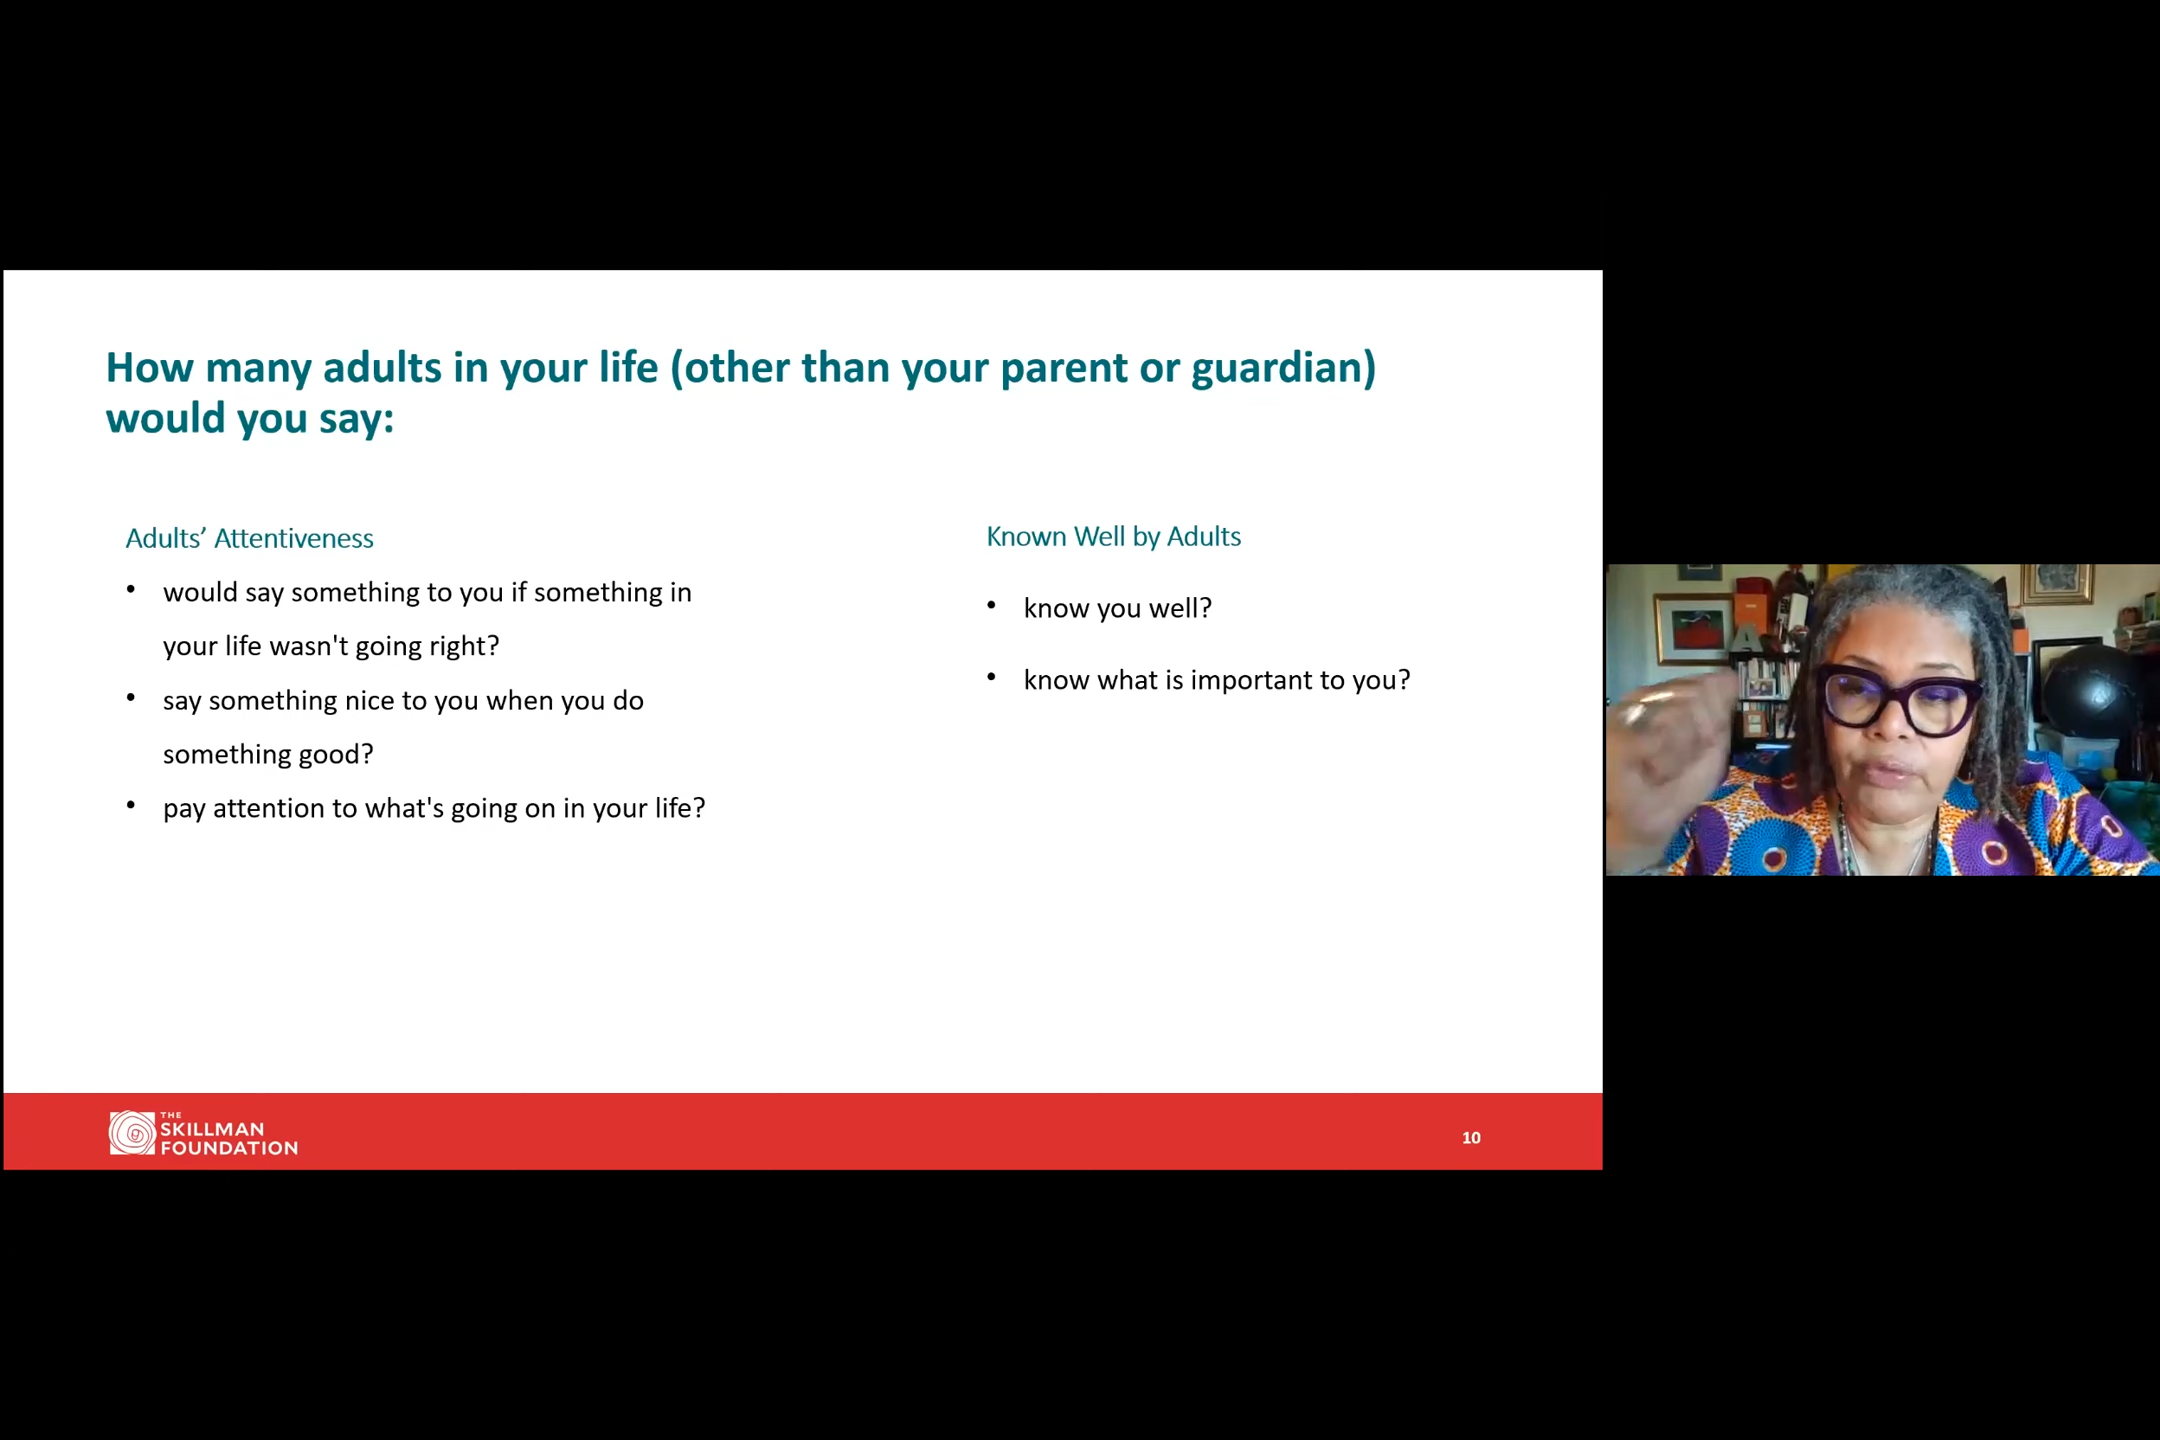 How many adults in your life (other than your parent or guardian)
would you say:
Adults’ Attentiveness
• would say something to you if something in
your life wasn't going right?
• say something nice to you when you do
something good?
• pay attention to what's going on in your life?
Known Well by Adults
• know you well?
• know what is important to you?
THE
SKILLMAN
FOUNDATION
10